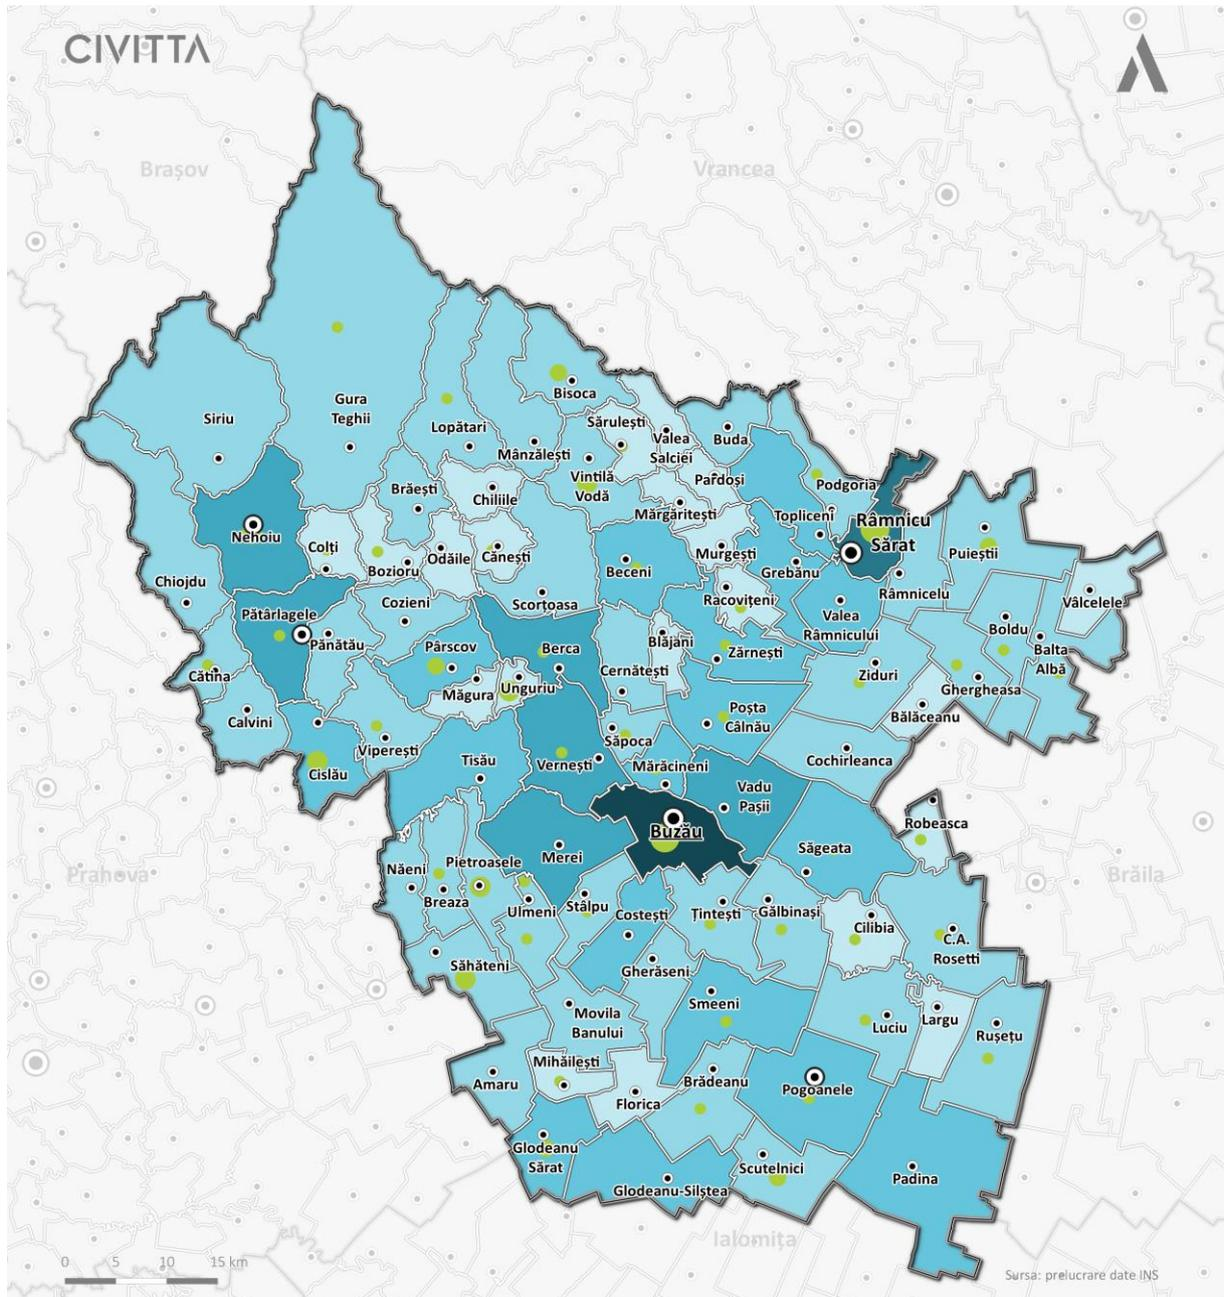 CIVITTA
Brașov
Vrancea
Siriu
Gura
Teghii
Lopătari
Mânzălești
Bisoca
Sărulești
Valea
Salciei
Buda
Vintilă
Vodă
Pardoși
Podgoria
Brăești
Chiliile
Mărgăritești
Topliceni
Râmnicu
Sărat
Puieștii
Nehoiu
Colți
Bozioru
Odăile
Cănești
Murgești
Grebănu
Beceni
Râmnicelu
Chiojdu
Cozieni
Scorțoasa
Racovițeni
Valea
Râmnicului
Vâlcelele
Pătârlagele
Pănătău
Boldu
Balta
Albă
Pârscov
Berca
Blăjani
Zărnești
Cernătești
Ziduri
Ghergheasa
Cătina
Măgura
Unguriu
Calvini
Poșta
Câlnău
Bălăceanu
Viperești
Săpoca
Cislău
Tisău
Vernești
Mărăcineni
Cochirleanca
Vadu
Pașii
Robeasca
Buzău
Merei
Săgeata
Prahova
Brăila
Năeni
Pietroasele
Breaza
Ulmeni
Stâlpu
Costești
Țintești
Gălbinași
Cilibia
C.A.
Rosetti
Săhăteni
Gherăseni
Smeeni
Movila
Banului
Luciu
Largu
Rușețu
Mihăilești
Amaru
Brădeanu
Pogoanele
Florica
Glodeanu
Sărat
Scutelnici
Padina
Glodeanu-Silștea
Ialomița
0 5 10 15 km
Sursa: prelucrare date INS